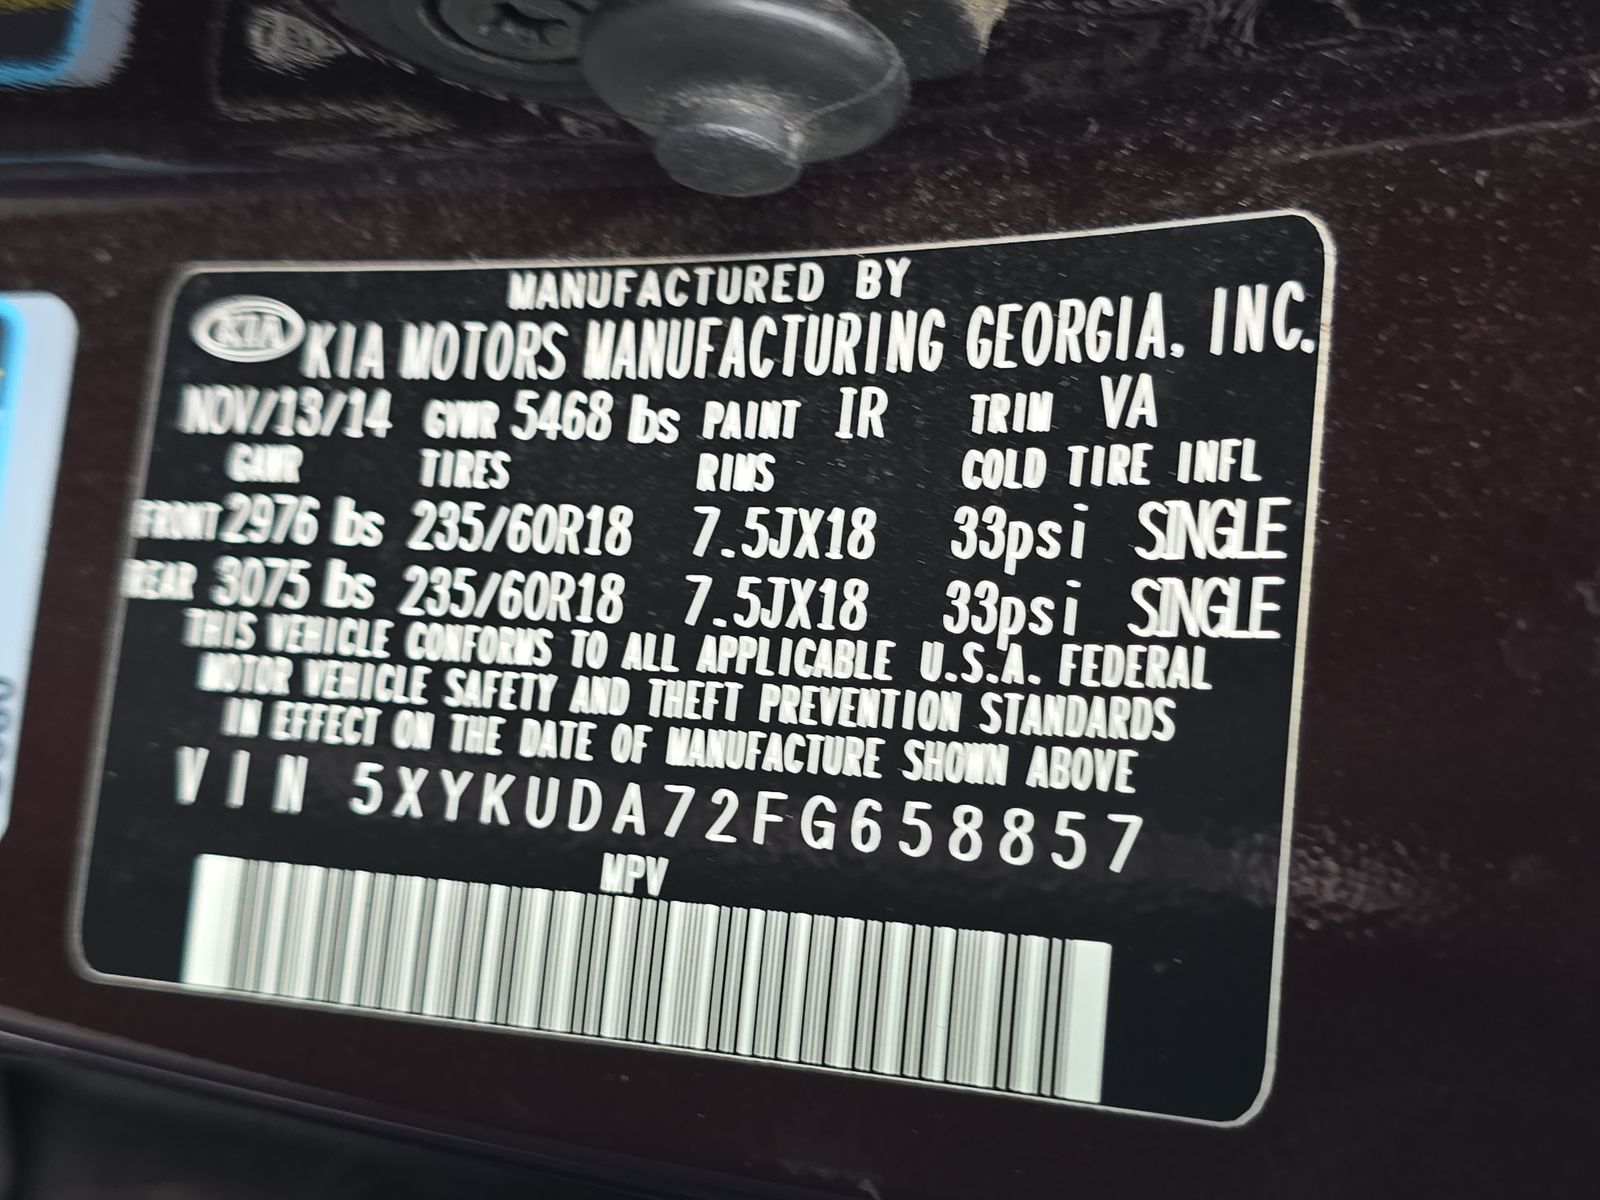 MANUFACTURED BY
KIA KIA MOTORS MANUFACTURING GEORGIA, INC.
NOV/13/14 GVWR 5468 lbs PAINT IR TRIM VA
GAWR TIRES RIMS COLD TIRE INFL
FRONT 2976 lbs 235/60R18 7.5JX18 33psi SINGLE
REAR 3075 lbs 235/60R18 7.5JX18 33psi SINGLE
THIS VEHICLE CONFORMS TO ALL APPLICABLE U.S.A. FEDERAL
MOTOR VEHICLE SAFETY AND THEFT PREVENTION STANDARDS
IN EFFECT ON THE DATE OF MANUFACTURE SHOWN ABOVE
VIN 5XYKUDA72FG658857
MPV